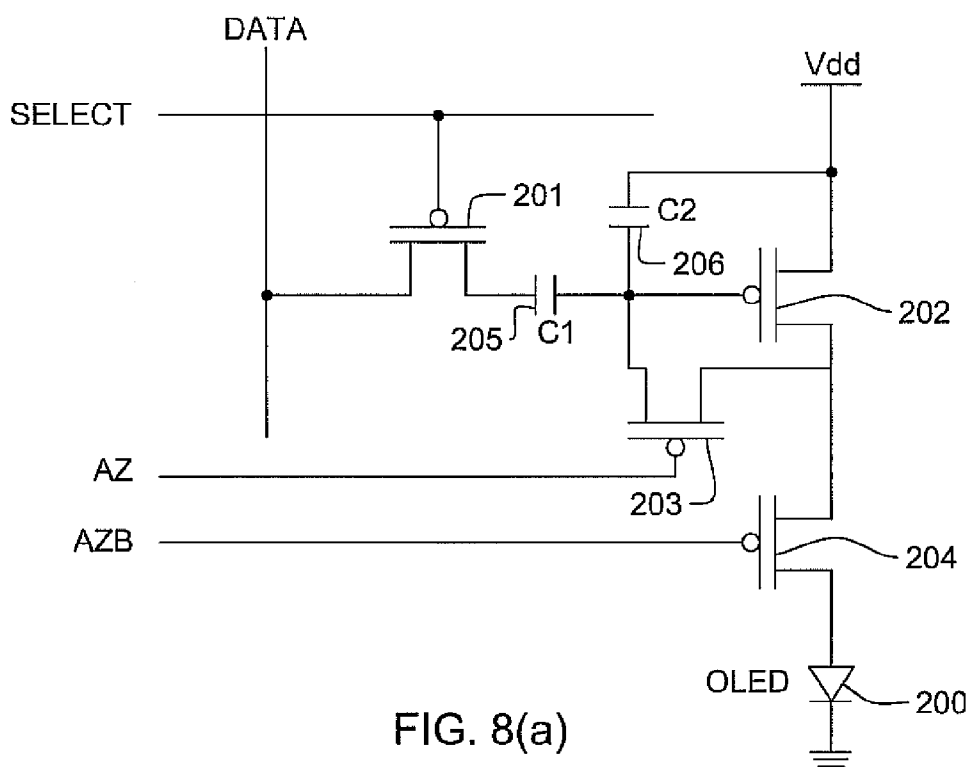 DATA
Vdd
SELECT
201
C2
206
202
205
C1
AZ
203
AZB
204
OLED
200
FIG. 8(a)